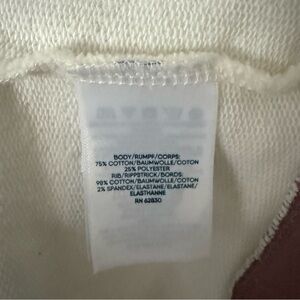 BODY/RUMPF/CORPS:
75% COTTON/BAUMWOLLE/COTON
25% POLYESTER
RIB/RIPPSTRICK/BORDS:
98% COTTON/BAUMWOLLE/COTON
2% SPANDEX/ELASTANE/ELASTANE/
ELASTHANNE
RN 62830